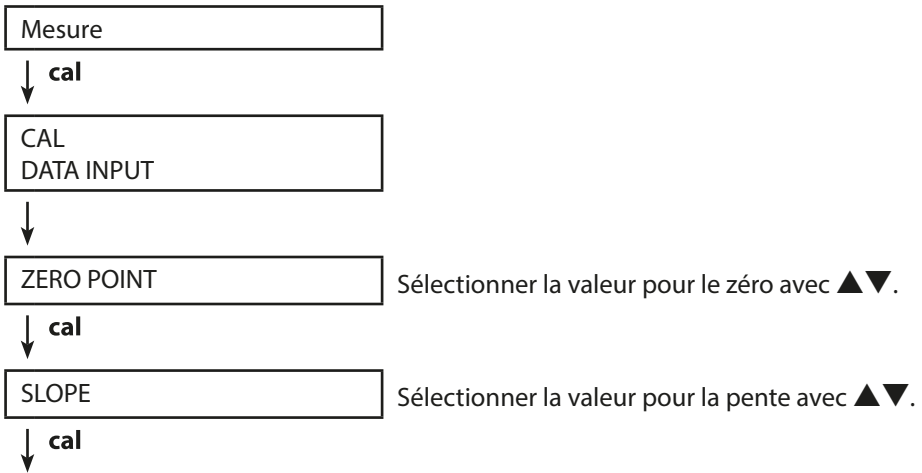 Mesure
cal
CAL
DATA INPUT
ZERO POINT
Sélectionner la valeur pour le zéro avec ▲▼.
cal
SLOPE
Sélectionner la valeur pour la pente avec ▲▼.
cal